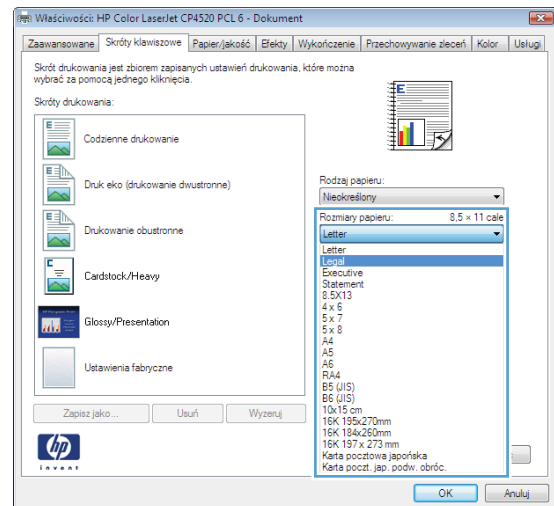 Właściwości: HP Color LaserJet CP4520 PCL 6 - Dokument
Zaawansowane Skróty klawiszowe Papier/jakość Efekty Wykończenie Przechowywanie zleceń Kolor Usługi
Skrót drukowania jest zbiorem zapisanych ustawień drukowania, które można
wybrać za pomocą jednego kliknięcia.
Skróty drukowania:
Codzienne drukowanie
Druk eko (drukowanie dwustronne)
Drukowanie obustronne
Cardstock/Heavy
Glossy/Presentation
Ustawienia fabryczne
Zapisz jako... Usuń Wyzeruj
Rodzaj papieru:
Nieokreślony
Rozmiary papieru: 8,5 × 11 cale
Letter
Letter
Legal
Executive
Statement
8.5X13
4 x 6
5 x 7
5 x 8
A4
A5
A6
RA4
B5 (JIS)
B6 (JIS)
10x15 cm
16K 195x270mm
16K 184x260mm
16K 197 x 273 mm
Karta pocztowa japońska
Karta poczt. jap. podw. obróc.
hp
invent
OK Anuluj